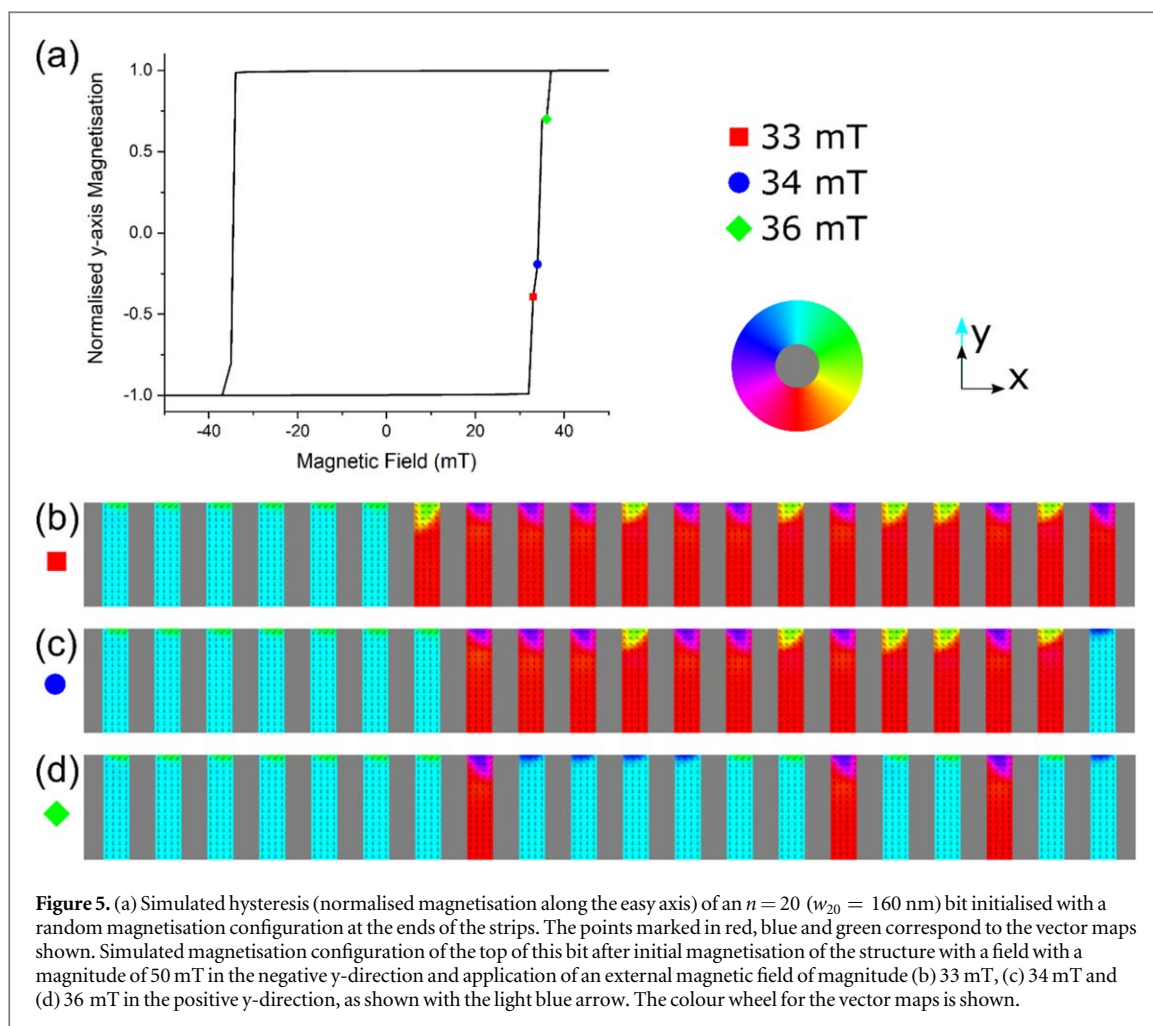 (a)
1.0
0.5
0.0
-0.5
-1.0
Normalised y-axis Magnetisation
-40 -20 0 20 40
Magnetic Field (mT)
33 mT
34 mT
36 mT
y
x
(b)
(c)
(d)
Figure 5. (a) Simulated hysteresis (normalised magnetisation along the easy axis) of an n = 20 (w₂₀ = 160 nm) bit initialised with a
random magnetisation configuration at the ends of the strips. The points marked in red, blue and green correspond to the vector maps
shown. Simulated magnetisation configuration of the top of this bit after initial magnetisation of the structure with a field with a
magnitude of 50 mT in the negative y-direction and application of an external magnetic field of magnitude (b) 33 mT, (c) 34 mT and
(d) 36 mT in the positive y-direction, as shown with the light blue arrow. The colour wheel for the vector maps is shown.